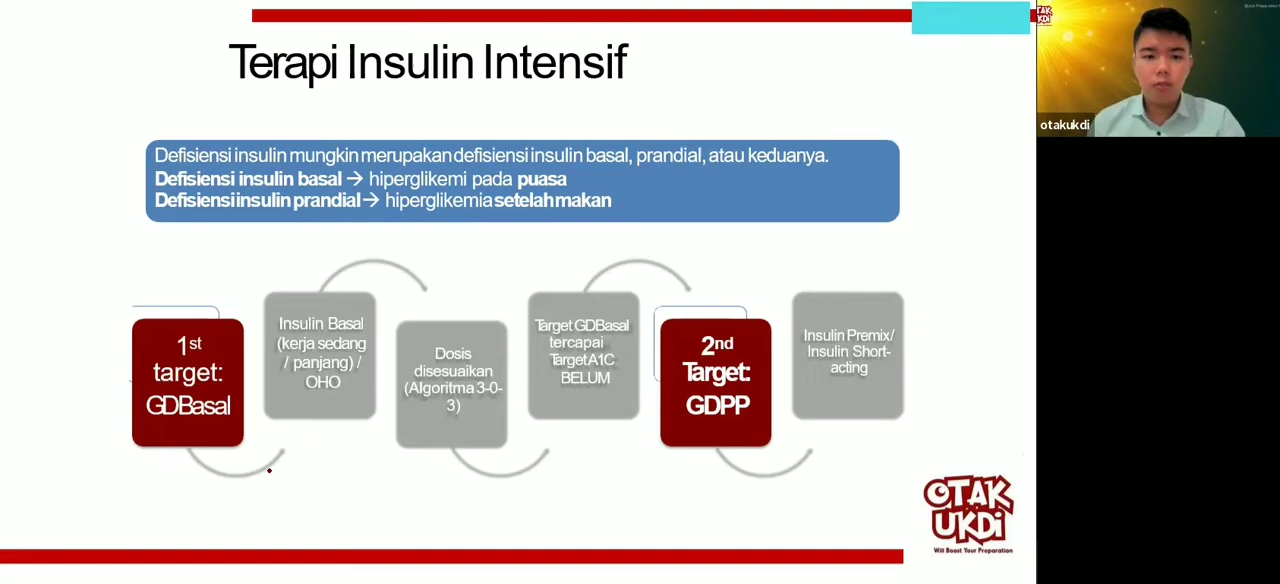 Terapi Insulin Intensif
Defisiensi insulin mungkin merupakan defisiensi insulin basal, prandial, atau keduanya.
Defisiensi insulin basal → hiperglikemi pada puasa
Defisiensi insulin prandial → hiperglikemia setelah makan
1st
target:
GDBasal
Insulin Basal
(kerja sedang
/ panjang) /
OHO
Dosis
disesuaikan
(Algoritma 3-0-
3)
Target GDBasal
tercapai
Target A1C
BELUM
2nd
Target:
GDPP
Insulin Premix/
Insulin Short-
acting
OTAK
UKDi
Will Boost Your Preparation
OTAK
UKDi
otakukdi